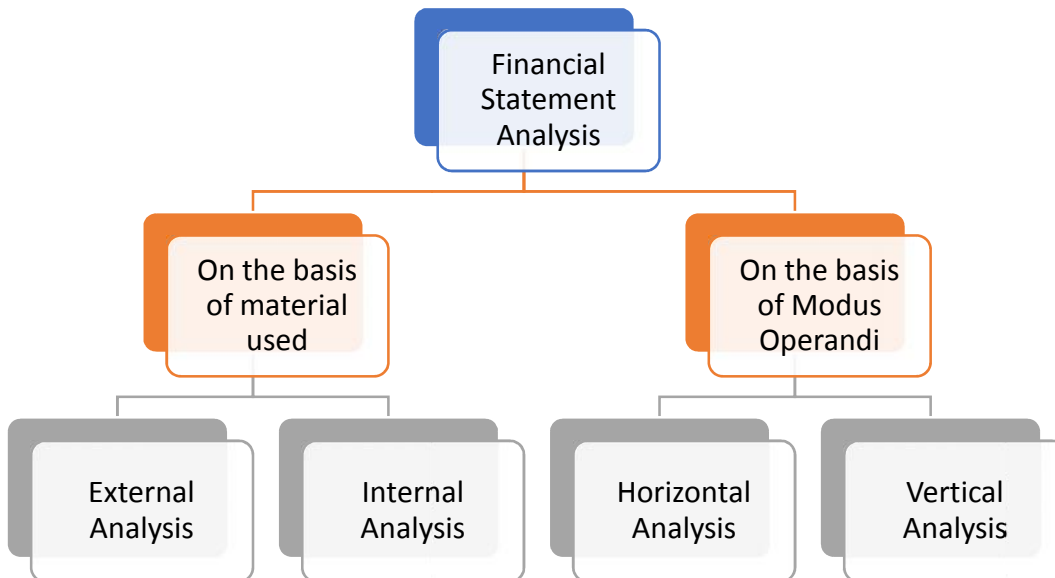 Financial
Statement
Analysis
On the basis
of material
used
On the basis
of Modus
Operandi
External
Analysis
Internal
Analysis
Horizontal
Analysis
Vertical
Analysis